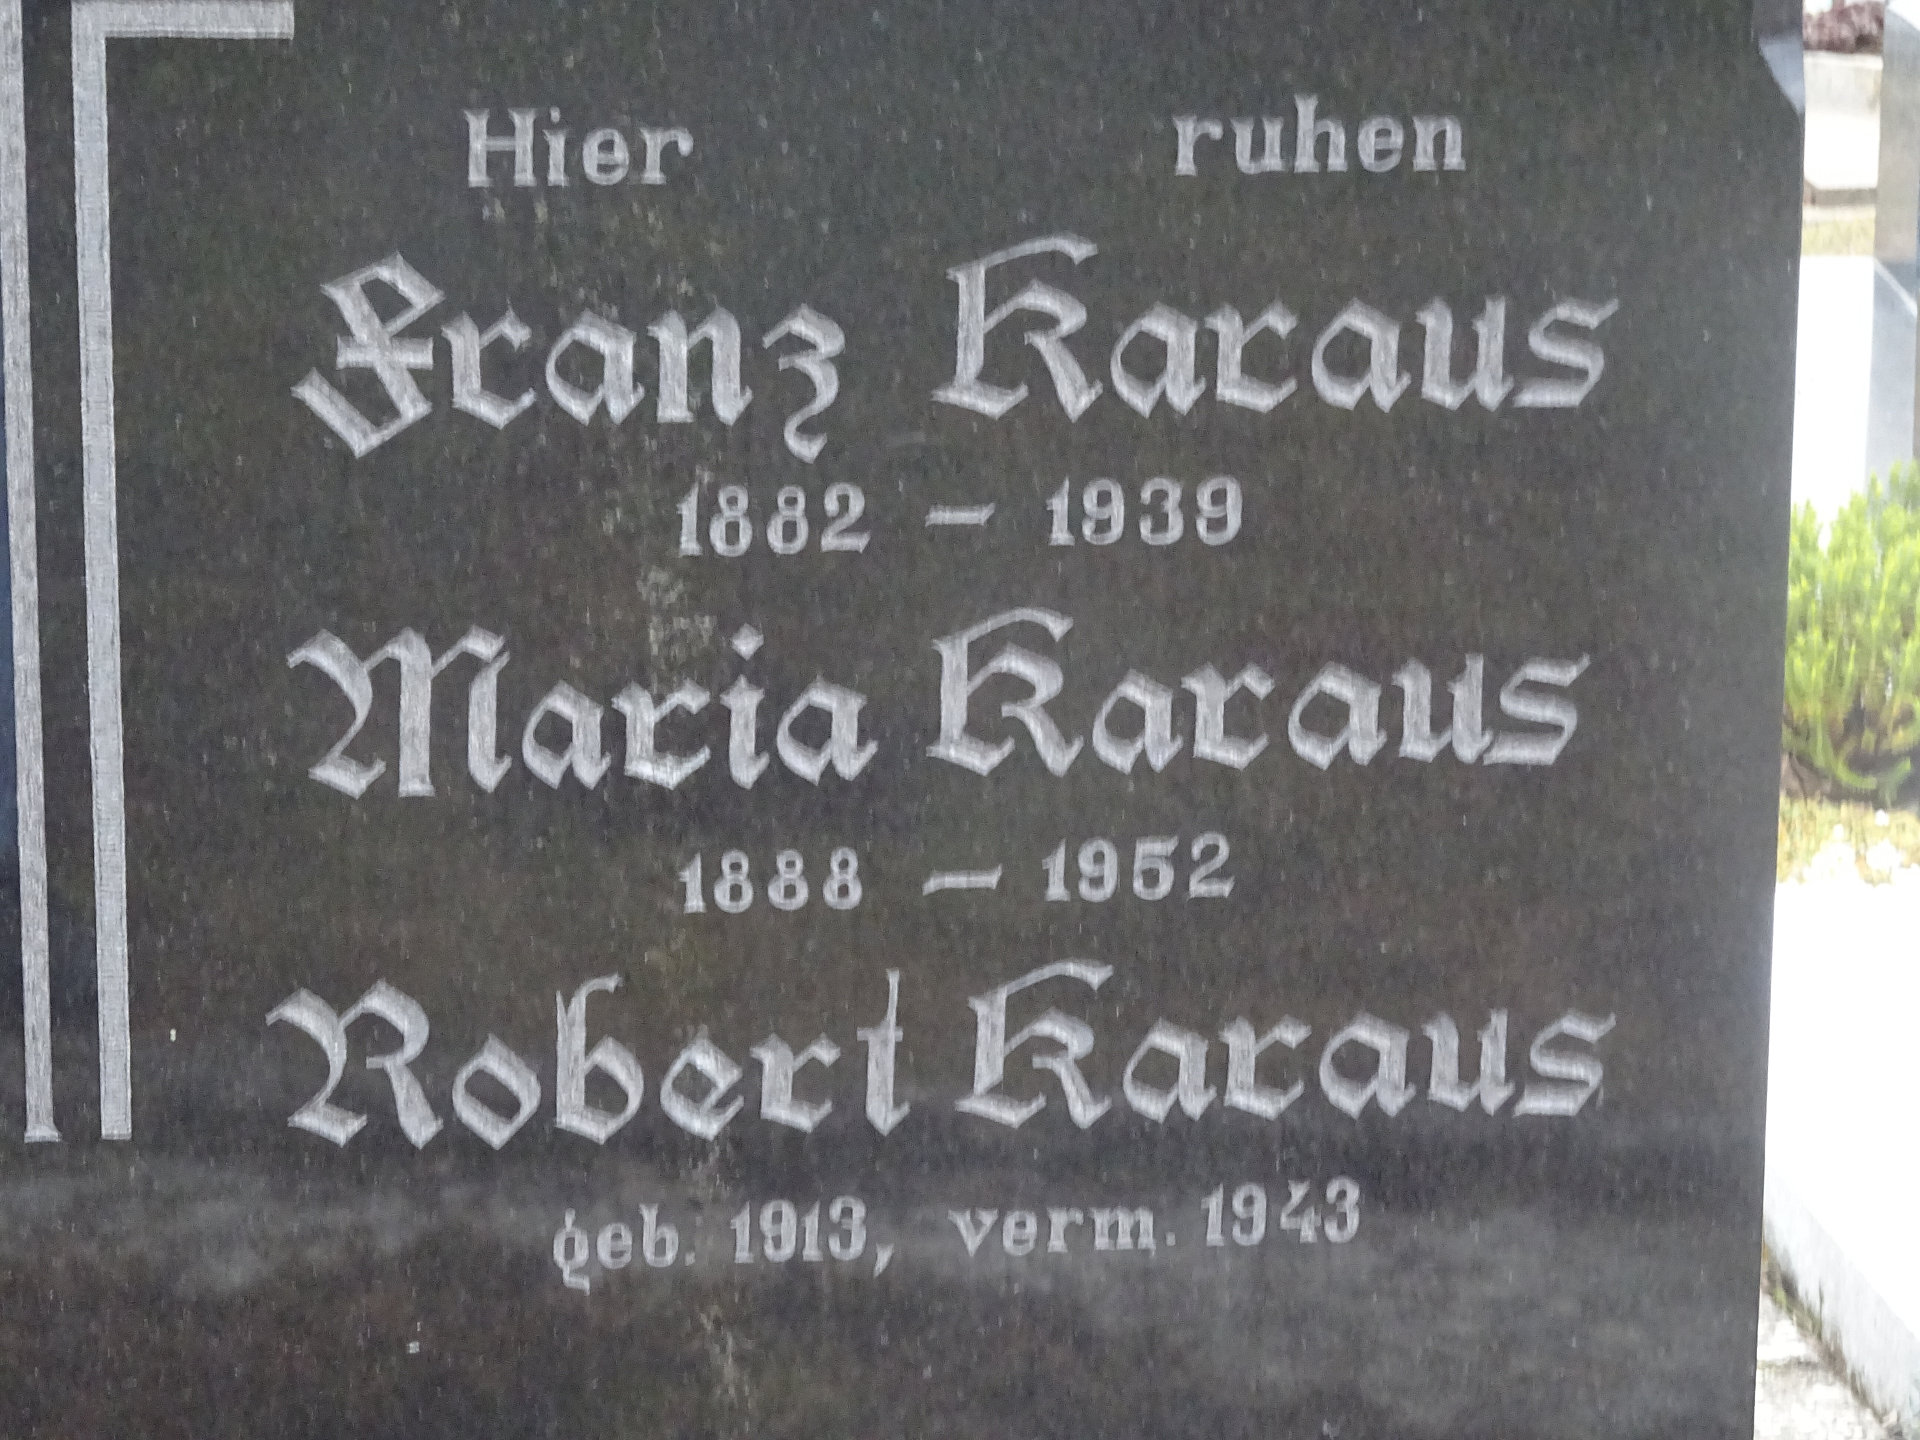 Hier ruhen
Franz Karaus
1882 – 1939
Maria Karaus
1888 – 1952
Robert Karaus
geb. 1913, verm. 1943